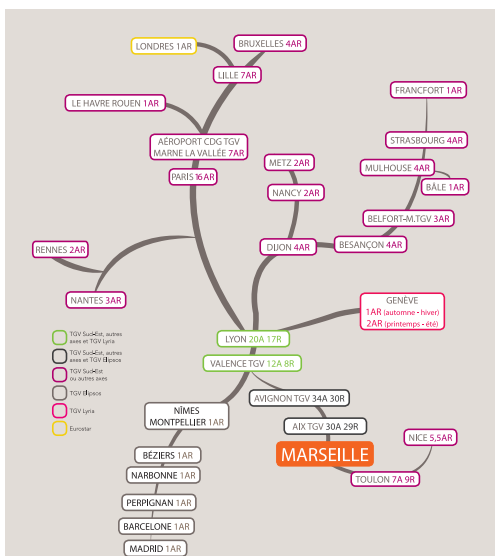 LONDRES 1AR
BRUXELLES 4AR
LILLE 7AR
LE HAVRE ROUEN 1AR
FRANCFORT 1AR
AÉROPORT CDG TGV
MARNE LA VALLÉE 7AR
STRASBOURG 4AR
METZ 2AR
MULHOUSE 4AR
PARIS 16AR
BÂLE 1AR
NANCY 2AR
BELFORT-M.TGV 3AR
RENNES 2AR
DIJON 4AR
BESANÇON 4AR
NANTES 3AR
GENÈVE
1AR (automne - hiver)
2AR (printemps - été)
LYON 20A 17R
VALENCE TGV 12A 8R
TGV Sud-Est, autres
axes et TGV Lyria
TGV Sud-Est, autres
axes et TGV Elipsos
TGV Sud-Est
ou autres axes
TGV Elipsos
TGV Lyria
Eurostar
AVIGNON TGV 34A 30R
NÎMES
MONTPELLIER 1AR
AIX TGV 30A 29R
MARSEILLE
NICE 5,5AR
BÉZIERS 1AR
NARBONNE 1AR
TOULON 7A 9R
PERPIGNAN 1AR
BARCELONE 1AR
MADRID 1AR